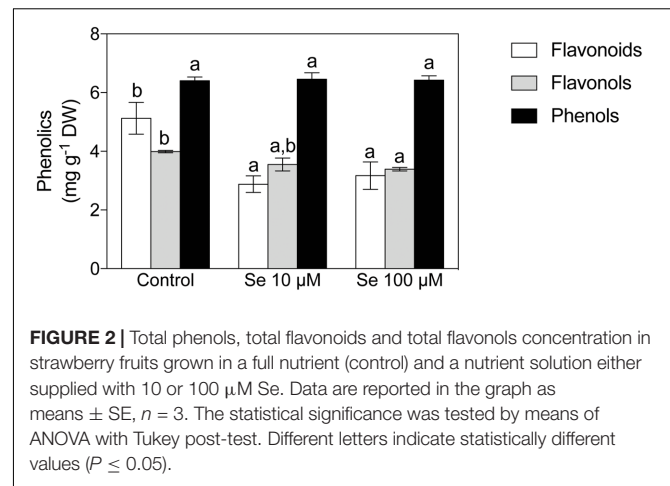 8
6
4
2
0
Phenolics
(mg g⁻¹ DW)
b
b
a
a
a,b
a
a
a
a
Control
Se 10 µM
Se 100 µM
Flavonoids
Flavonols
Phenols
FIGURE 2 | Total phenols, total flavonoids and total flavonols concentration in
strawberry fruits grown in a full nutrient (control) and a nutrient solution either
supplied with 10 or 100 µM Se. Data are reported in the graph as
means ± SE, n = 3. The statistical significance was tested by means of
ANOVA with Tukey post-test. Different letters indicate statistically different
values (P ≤ 0.05).